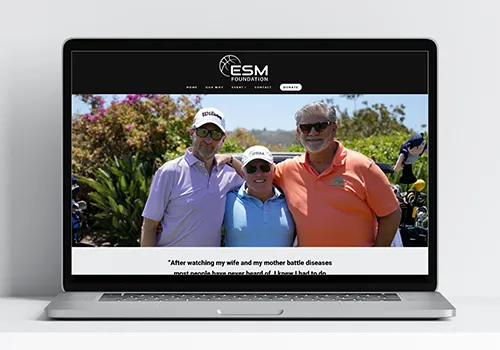 ESM
FOUNDATION
HOME OUR WHY EVENT CONTACT DONATE
Wilson
"After watching my wife and my mother battle diseases
most people have never heard of, I knew I had to do